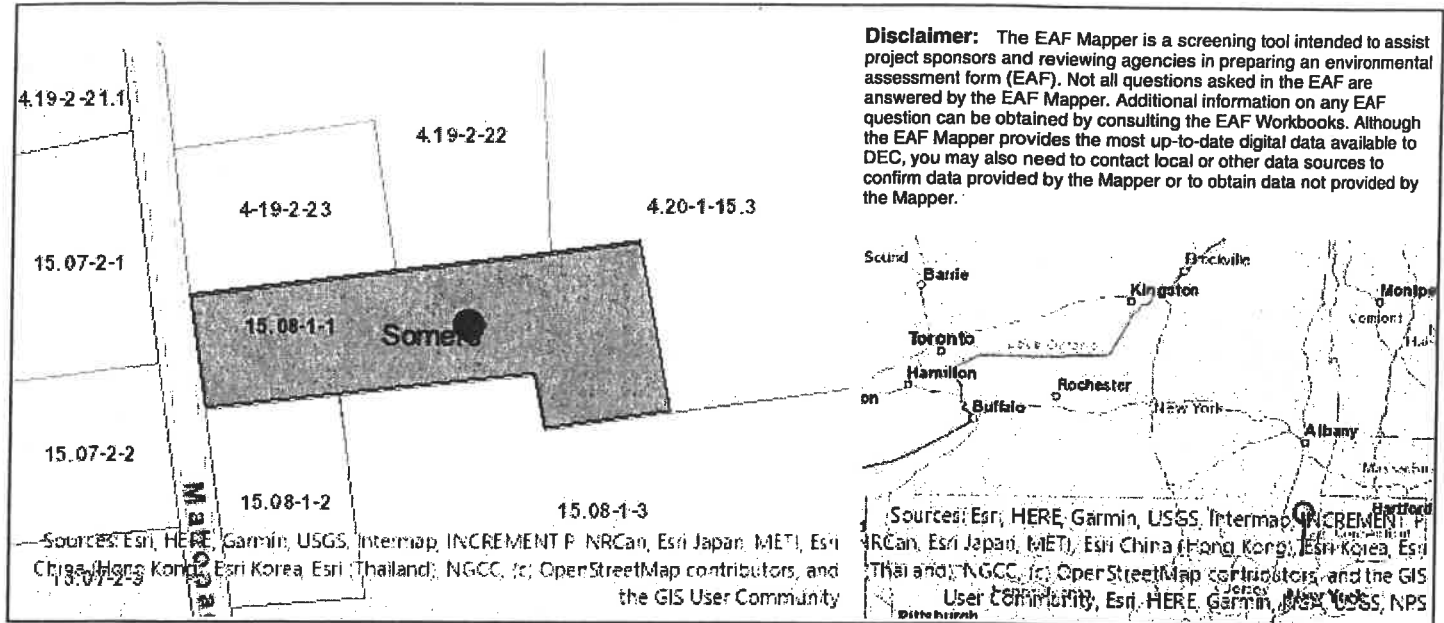 Disclaimer: The EAF Mapper is a screening tool intended to assist
project sponsors and reviewing agencies in preparing an environmental
assessment form (EAF). Not all questions asked in the EAF are
answered by the EAF Mapper. Additional information on any EAF
question can be obtained by consulting the EAF Workbooks. Although
the EAF Mapper provides the most up-to-date digital data available to
DEC, you may also need to contact local or other data sources to
confirm data provided by the Mapper or to obtain data not provided by
the Mapper.
4.19-2-21.1
4.19-2-22
4-19-2-23
4.20-1-15.3
15.07-2-1
15.08-1-1
15.07-2-2
15.08-1-2
15.08-1-3
Sources: Esri, HERE, Garmin, USGS, Intermap, INCREMENT P, NRCan, Esri Japan, METI, Esri
China (Hong Kong), Esri Korea, Esri (Thailand), NGCC, (c) OpenStreetMap contributors, and
the GIS User Community
Sound
Barrie
Kingston
Toronto
Hamilton
Rochester
Buffalo
New York
Albany
Hartford
Sources: Esri, HERE, Garmin, USGS, Intermap, INCREMENT P,
NRCan, Esri Japan, METI, Esri China (Hong Kong), Esri Korea, Esri
(Thailand), NGCC, (c) OpenStreetMap contributors, and the GIS
User Community, Esri, HERE, Garmin, USGS, NPS